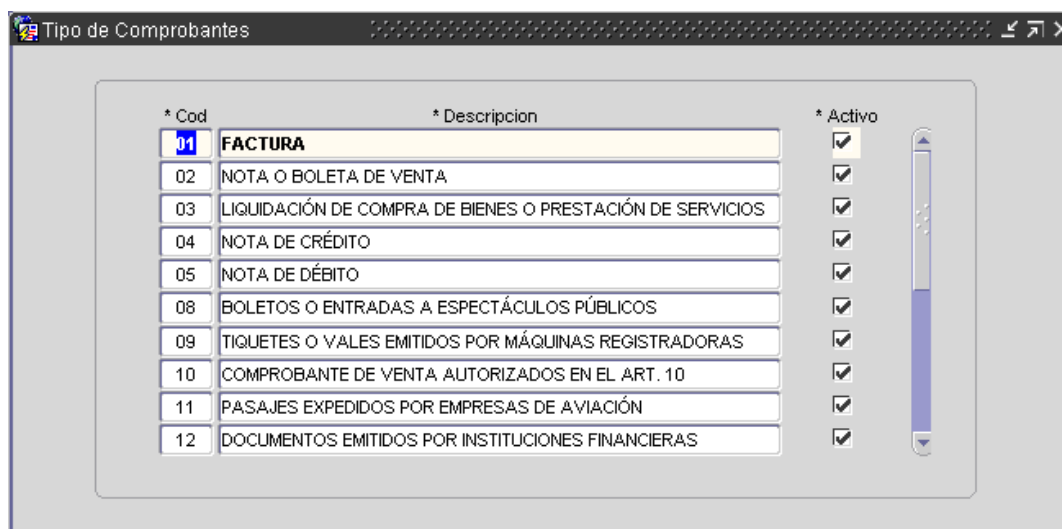 Tipo de Comprobantes
* Cod * Descripcion * Activo
01 FACTURA
02 NOTA O BOLETA DE VENTA
03 LIQUIDACIÓN DE COMPRA DE BIENES O PRESTACIÓN DE SERVICIOS
04 NOTA DE CRÉDITO
05 NOTA DE DÉBITO
08 BOLETOS O ENTRADAS A ESPECTÁCULOS PÚBLICOS
09 TIQUETES O VALES EMITIDOS POR MÁQUINAS REGISTRADORAS
10 COMPROBANTE DE VENTA AUTORIZADOS EN EL ART. 10
11 PASAJES EXPEDIDOS POR EMPRESAS DE AVIACIÓN
12 DOCUMENTOS EMITIDOS POR INSTITUCIONES FINANCIERAS